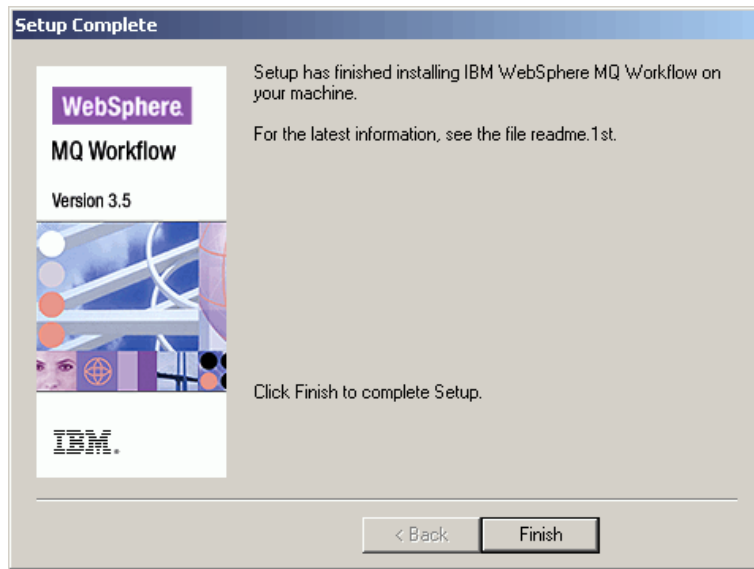 Setup Complete
WebSphere.
MQ Workflow
Version 3.5
IBM.
Setup has finished installing IBM WebSphere MQ Workflow on
your machine.
For the latest information, see the file readme.1st.
Click Finish to complete Setup.
< Back
Finish